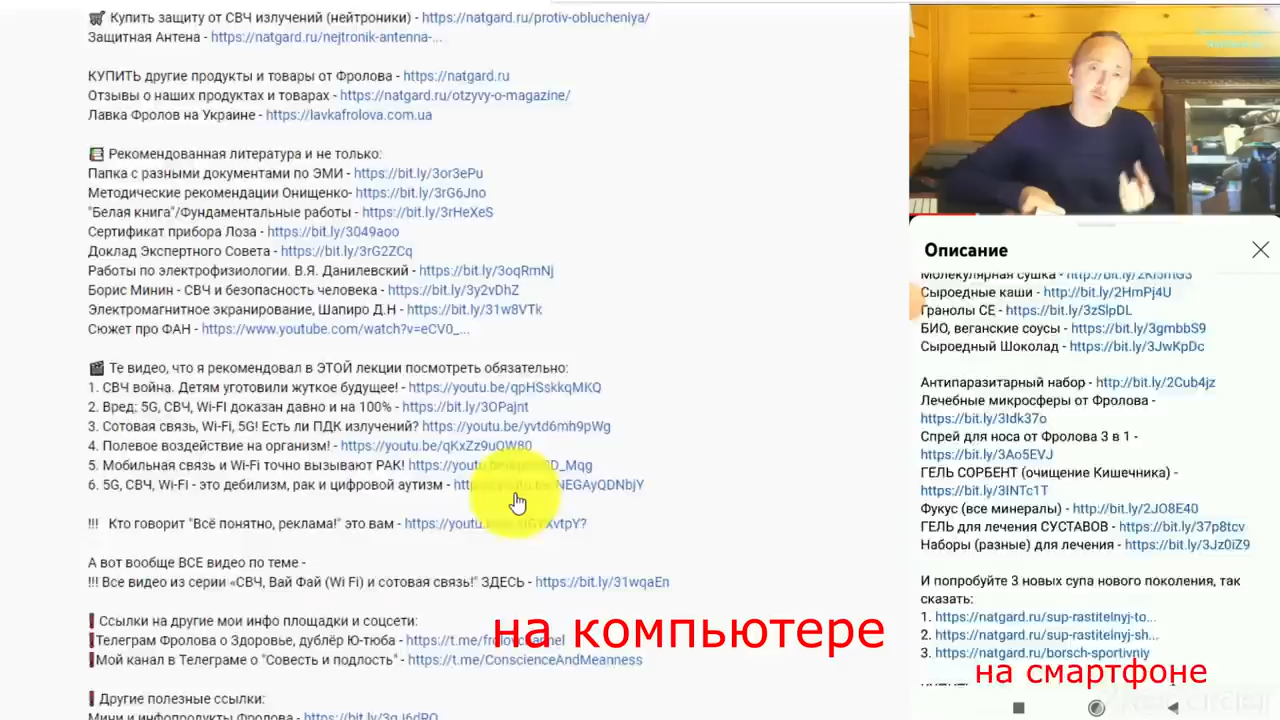 Купить защиту от СВЧ излучений (нейтроники) - https://natgard.ru/protiv-oblucheniya/
Защитная Антена - https://natgard.ru/nejtronik-antenna-...
КУПИТЬ другие продукты и товары от Фролова - https://natgard.ru
Отзывы о наших продуктах и товарах - https://natgard.ru/otzyvy-o-magazine/
Лавка Фролов на Украине - https://lavkafrolova.com.ua
Рекомендованная литература и не только:
Папка с разными документами по ЭМИ - https://bit.ly/3or3ePu
Методические рекомендации Онищенко- https://bit.ly/3rG6Jno
"Белая книга"/Фундаментальные работы - https://bit.ly/3rHeXeS
Сертификат прибора Лоза - https://bit.ly/3049aoo
Доклад Экспертного Совета - https://bit.ly/3rG2ZCq
Работы по электрофизиологии. В.Я. Данилевский - https://bit.ly/3oqRmNj
Борис Минин - СВЧ и безопасность человека - https://bit.ly/3y2vDhZ
Электромагнитное экранирование, Шапиро Д.Н - https://bit.ly/31w8VTk
Сюжет про ФАН - https://www.youtube.com/watch?v=eCV0_...
Те видео, что я рекомендовал в ЭТОЙ лекции посмотреть обязательно:
1. СВЧ война. Детям уготовили жуткое будущее! - https://youtu.be/qpHSskkqMKQ
2. Вред: 5G, СВЧ, Wi-FI доказан давно и на 100% - https://bit.ly/3OPajnt
3. Сотовая связь, Wi-Fi, 5G! Есть ли ПДК излучений? https://youtu.be/yvtd6mh9pWg
4. Полевое воздействие на организм! - https://youtu.be/qKxZz9uQW80
5. Мобильная связь и Wi-Fi точно вызывают РАК!
6. 5G, СВЧ, Wi-Fi - это дебилизм, рак и цифровой аутизм -
!!! Кто говорит "Всё понятно, реклама!" это вам -
А вот вообще ВСЕ видео по теме -
!!! Все видео из серии «СВЧ, Вай Фай (Wi Fi) и сотовая связь!" ЗДЕСЬ - https://bit.ly/31wqaEn
Ссылки на другие мои инфо площадки и соцсети:
Телеграм Фролова о Здоровье, дублёр Ю-тюба -
Мой канал в Телеграме о "Совесть и подлость" - https://t.me/ConscienceAndMeanness
Другие полезные ссылки:
Мини и инфопродукты Фролова -
на компьютере
Описание
Молекулярная сушка -
Сыроедные каши - http://bit.ly/2HmPj4U
Гранолы СЕ - https://bit.ly/3zSlpDL
БИО, веганские соусы - https://bit.ly/3gmbbS9
Сыроедный Шоколад - https://bit.ly/3JwKpDc
Антипаразитарный набор - http://bit.ly/2Cub4jz
Лечебные микросферы от Фролова -
https://bit.ly/3Idk37o
Спрей для носа от Фролова 3 в 1 -
https://bit.ly/3Ao5EVJ
ГЕЛЬ СОРБЕНТ (очищение Кишечника) -
https://bit.ly/3INTc1T
Фукус (все минералы) - http://bit.ly/2JO8E40
ГЕЛЬ для лечения СУСТАВОВ - https://bit.ly/37p8tcv
Наборы (разные) для лечения - https://bit.ly/3Jz0iZ9
И попробуйте 3 новых супа нового поколения, так
сказать:
1. https://natgard.ru/sup-rastitelnyj-to...
2. https://natgard.ru/sup-rastitelnyj-sh...
3. https://natgard.ru/borsch-sportivniy
на смартфоне